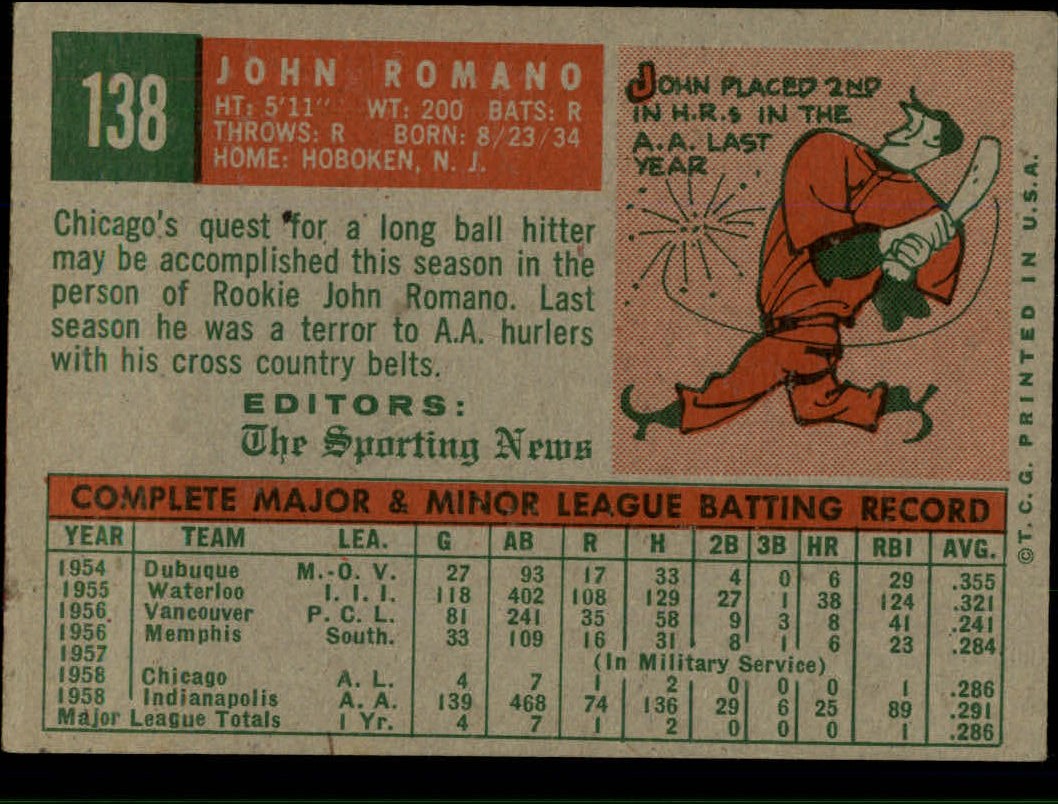 138
JOHN ROMANO
HT: 5'11" WT: 200 BATS: R
THROWS: R BORN: 8/23/34
HOME: HOBOKEN, N. J.
JOHN PLACED 2ND
IN H.R.s IN THE
A.A. LAST
YEAR
Chicago's quest for a long ball hitter
may be accomplished this season in the
person of Rookie John Romano. Last
season he was a terror to A.A. hurlers
with his cross country belts.
EDITORS:
The Sporting News
COMPLETE MAJOR & MINOR LEAGUE BATTING RECORD
YEAR TEAM LEA. G AB R H 2B 3B HR RBI AVG.
1954 Dubuque M.-O. V. 27 93 17 33 4 0 6 29 .355
1955 Waterloo I. I. I. 118 402 108 129 27 1 38 124 .321
1956 Vancouver P. C. L. 81 241 35 58 9 3 8 41 .241
1956 Memphis South. 33 109 16 31 8 1 6 23 .284
1957 (In Military Service)
1958 Chicago A. L. 4 7 1 2 0 0 0 1 .286
1958 Indianapolis A. A. 139 468 74 136 29 6 25 89 .291
Major League Totals 1 Yr. 4 7 1 2 0 0 0 1 .286
©T. C. G. PRINTED IN U.S.A.